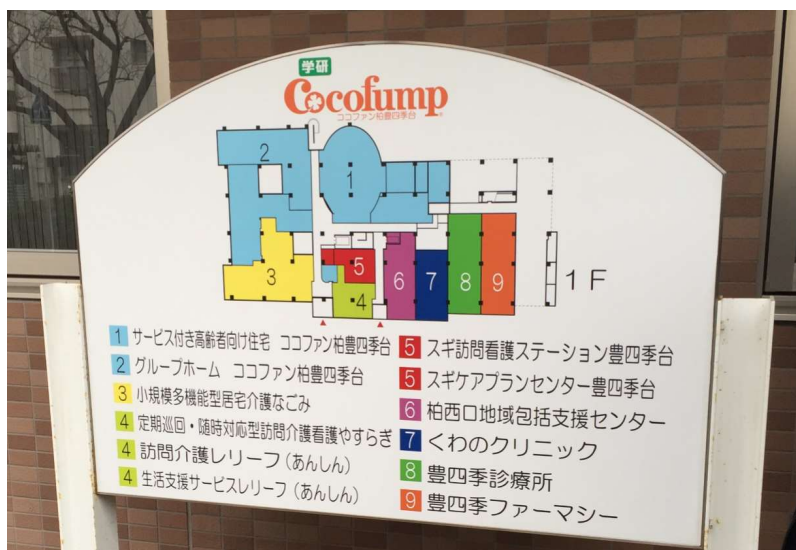 学研
Cocofump
ココファン柏豊四季台
2
1
3
5
4
6
7
8
9
1F
1 サービス付き高齢者向け住宅 ココファン柏豊四季台
2 グループホーム ココファン柏豊四季台
3 小規模多機能型居宅介護なごみ
4 定期巡回・随時対応型訪問介護看護やすらぎ
4 訪問介護レリーフ(あんしん)
4 生活支援サービスレリーフ(あんしん)
5 スギ訪問看護ステーション豊四季台
5 スギケアプランセンター豊四季台
6 柏西口地域包括支援センター
7 くわのクリニック
8 豊四季診療所
9 豊四季ファーマシー